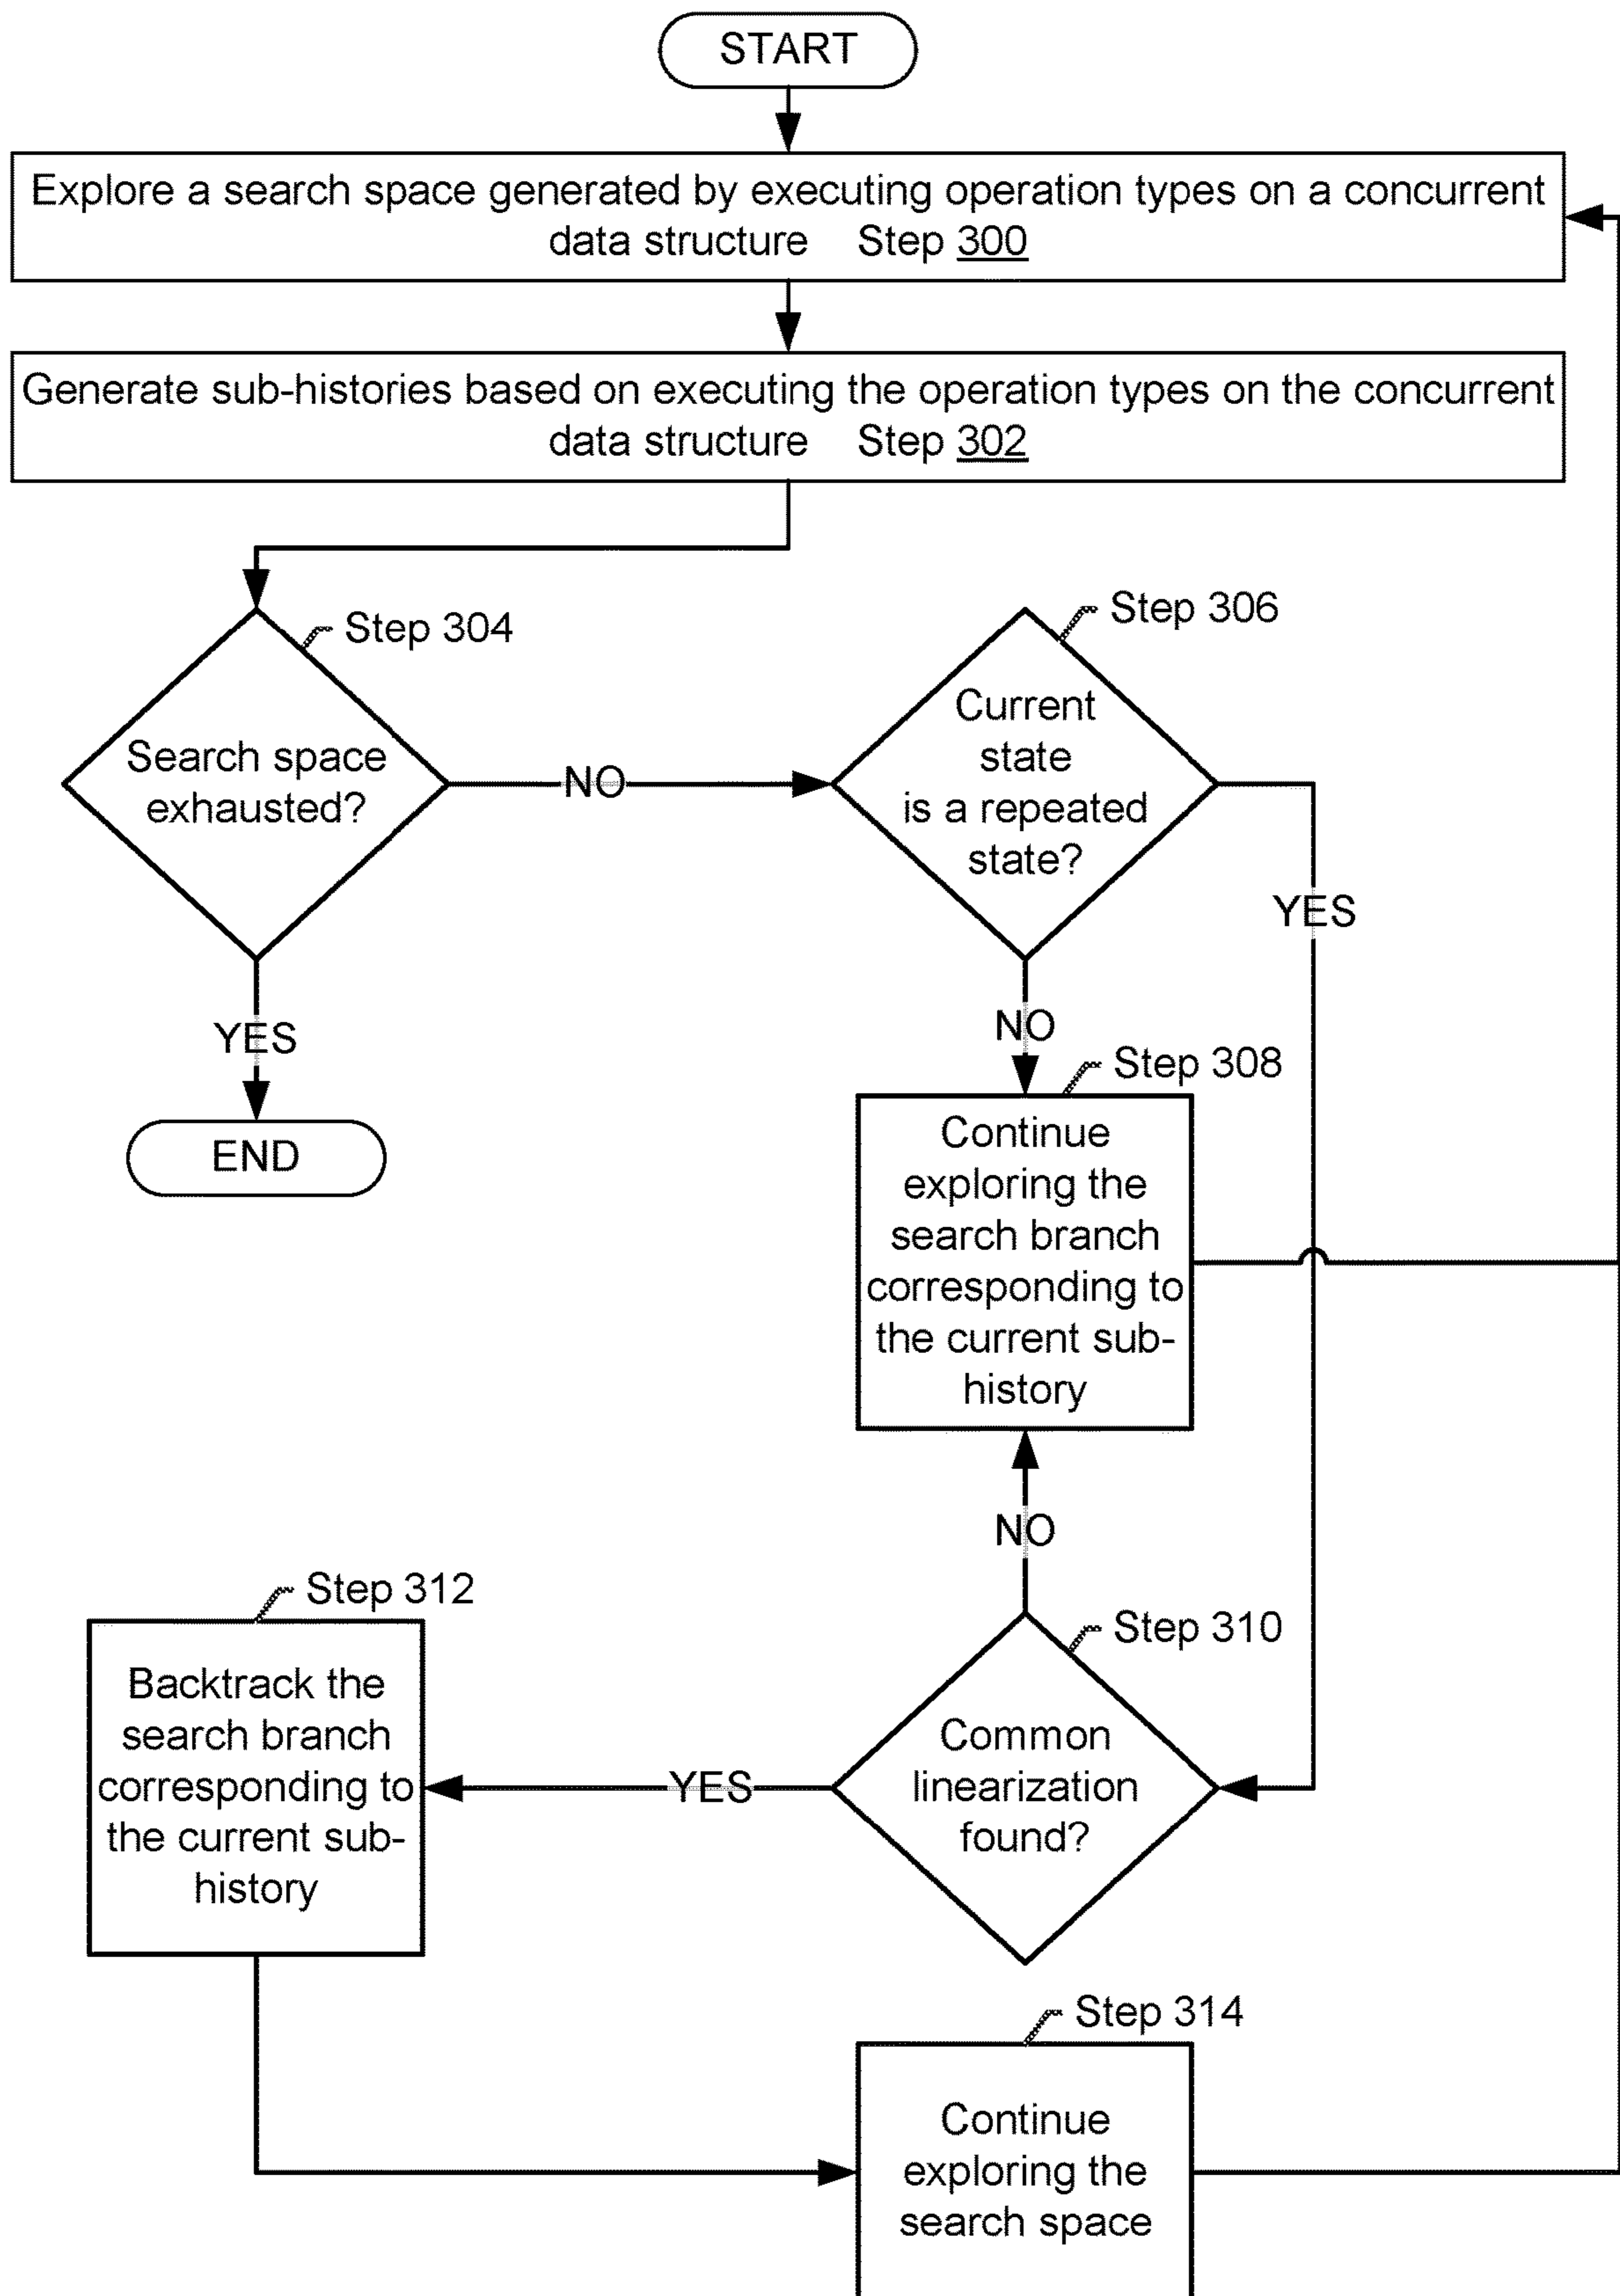 START
Explore a search space generated by executing operation types on a concurrent
data structure Step 300
Generate sub-histories based on executing the operation types on the concurrent
data structure Step 302
Step 304
Search space
exhausted?
NO
YES
END
Step 306
Current
state
is a repeated
state?
YES
NO
Step 308
Continue
exploring the
search branch
corresponding to
the current sub-
history
NO
Step 310
Common
linearization
found?
YES
Step 312
Backtrack the
search branch
corresponding to
the current sub-
history
Step 314
Continue
exploring the
search space